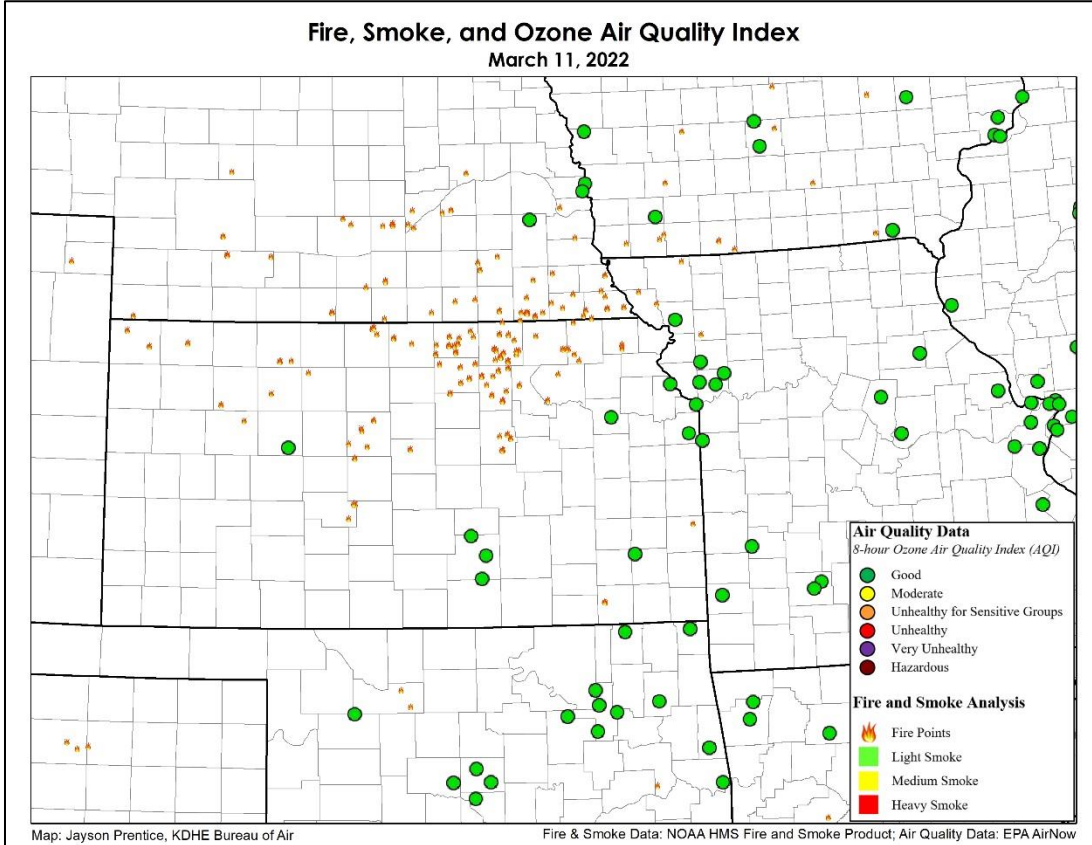 Fire, Smoke, and Ozone Air Quality Index
March 11, 2022
Air Quality Data
8-hour Ozone Air Quality Index (AQI)
Good
Moderate
Unhealthy for Sensitive Groups
Unhealthy
Very Unhealthy
Hazardous
Fire and Smoke Analysis
Fire Points
Light Smoke
Medium Smoke
Heavy Smoke
Map: Jayson Prentice, KDHE Bureau of Air
Fire & Smoke Data: NOAA HMS Fire and Smoke Product; Air Quality Data: EPA AirNow